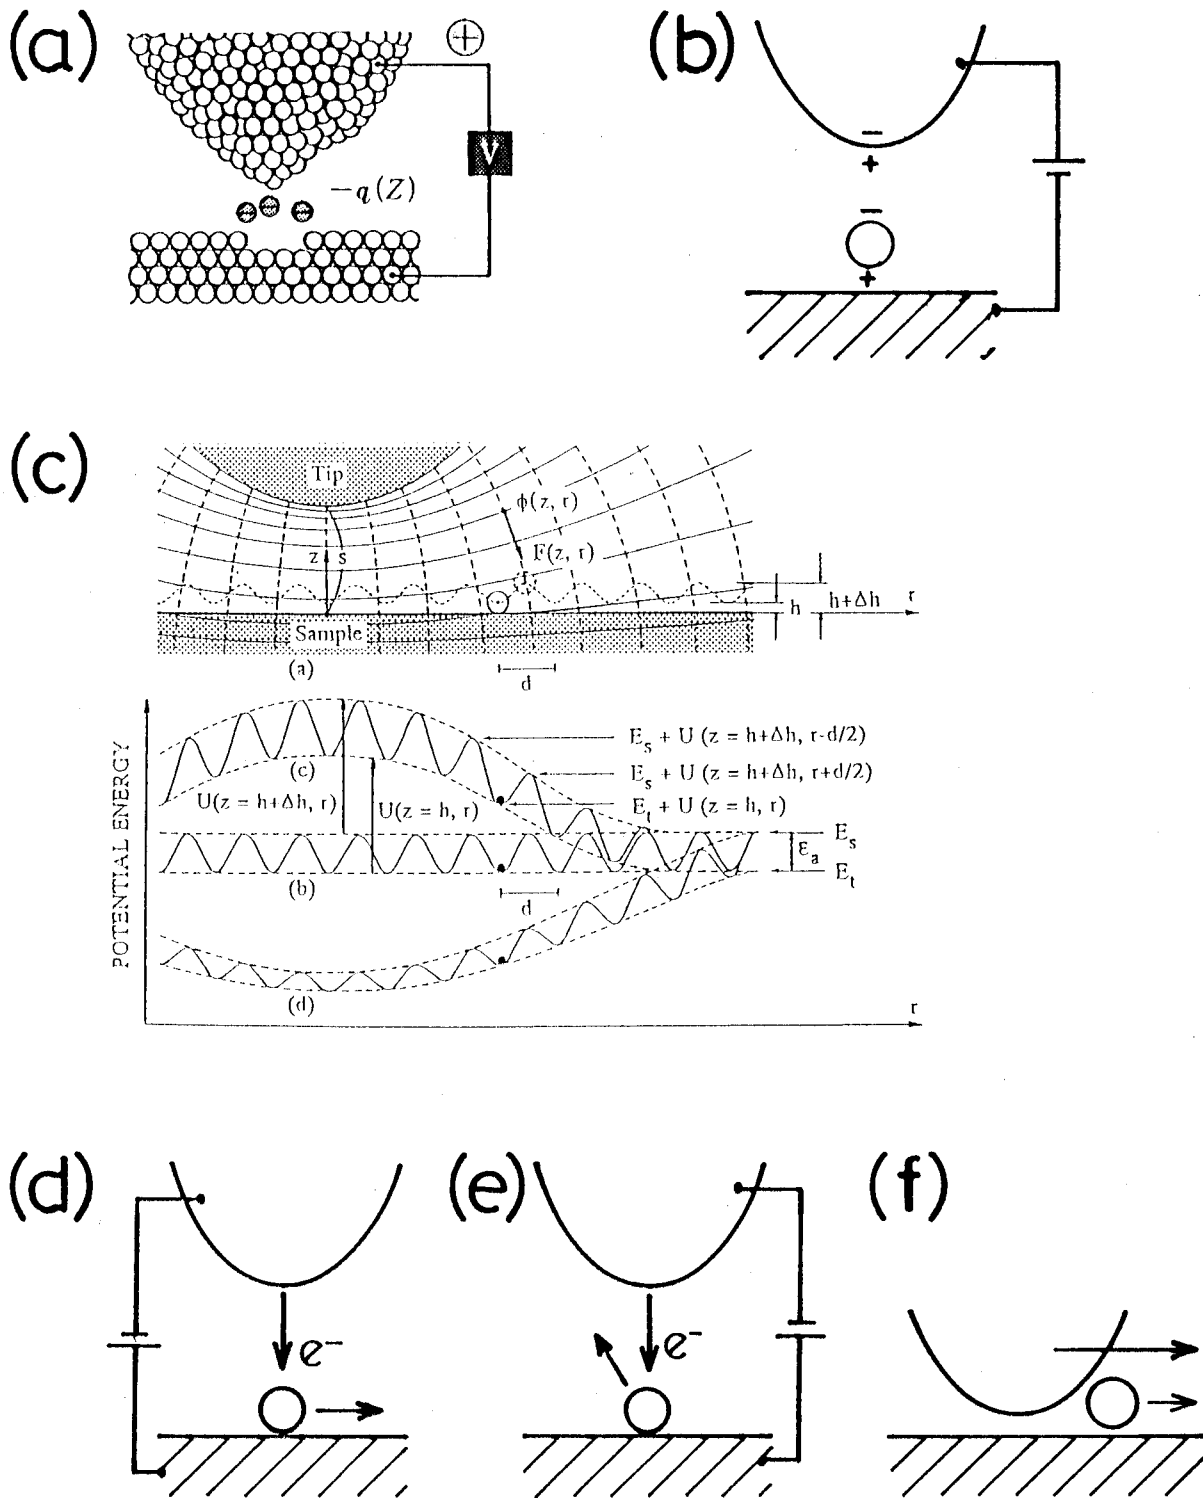 (a)
⊕
V
−q(Z)
(b)
−
+
−
+
(c)
Tip
ϕ(z, r)
z
s
F(z, r)
h
h+Δh
r
Sample
(a)
d
POTENTIAL ENERGY
E_s + U (z = h+Δh, r-d/2)
(c)
E_s + U (z = h+Δh, r+d/2)
U(z = h+Δh, r)
U(z = h, r)
E_t + U (z = h, r)
E_s
ε_a
E_t
(b)
d
(d)
r
(d)
e−
(e)
e−
(f)